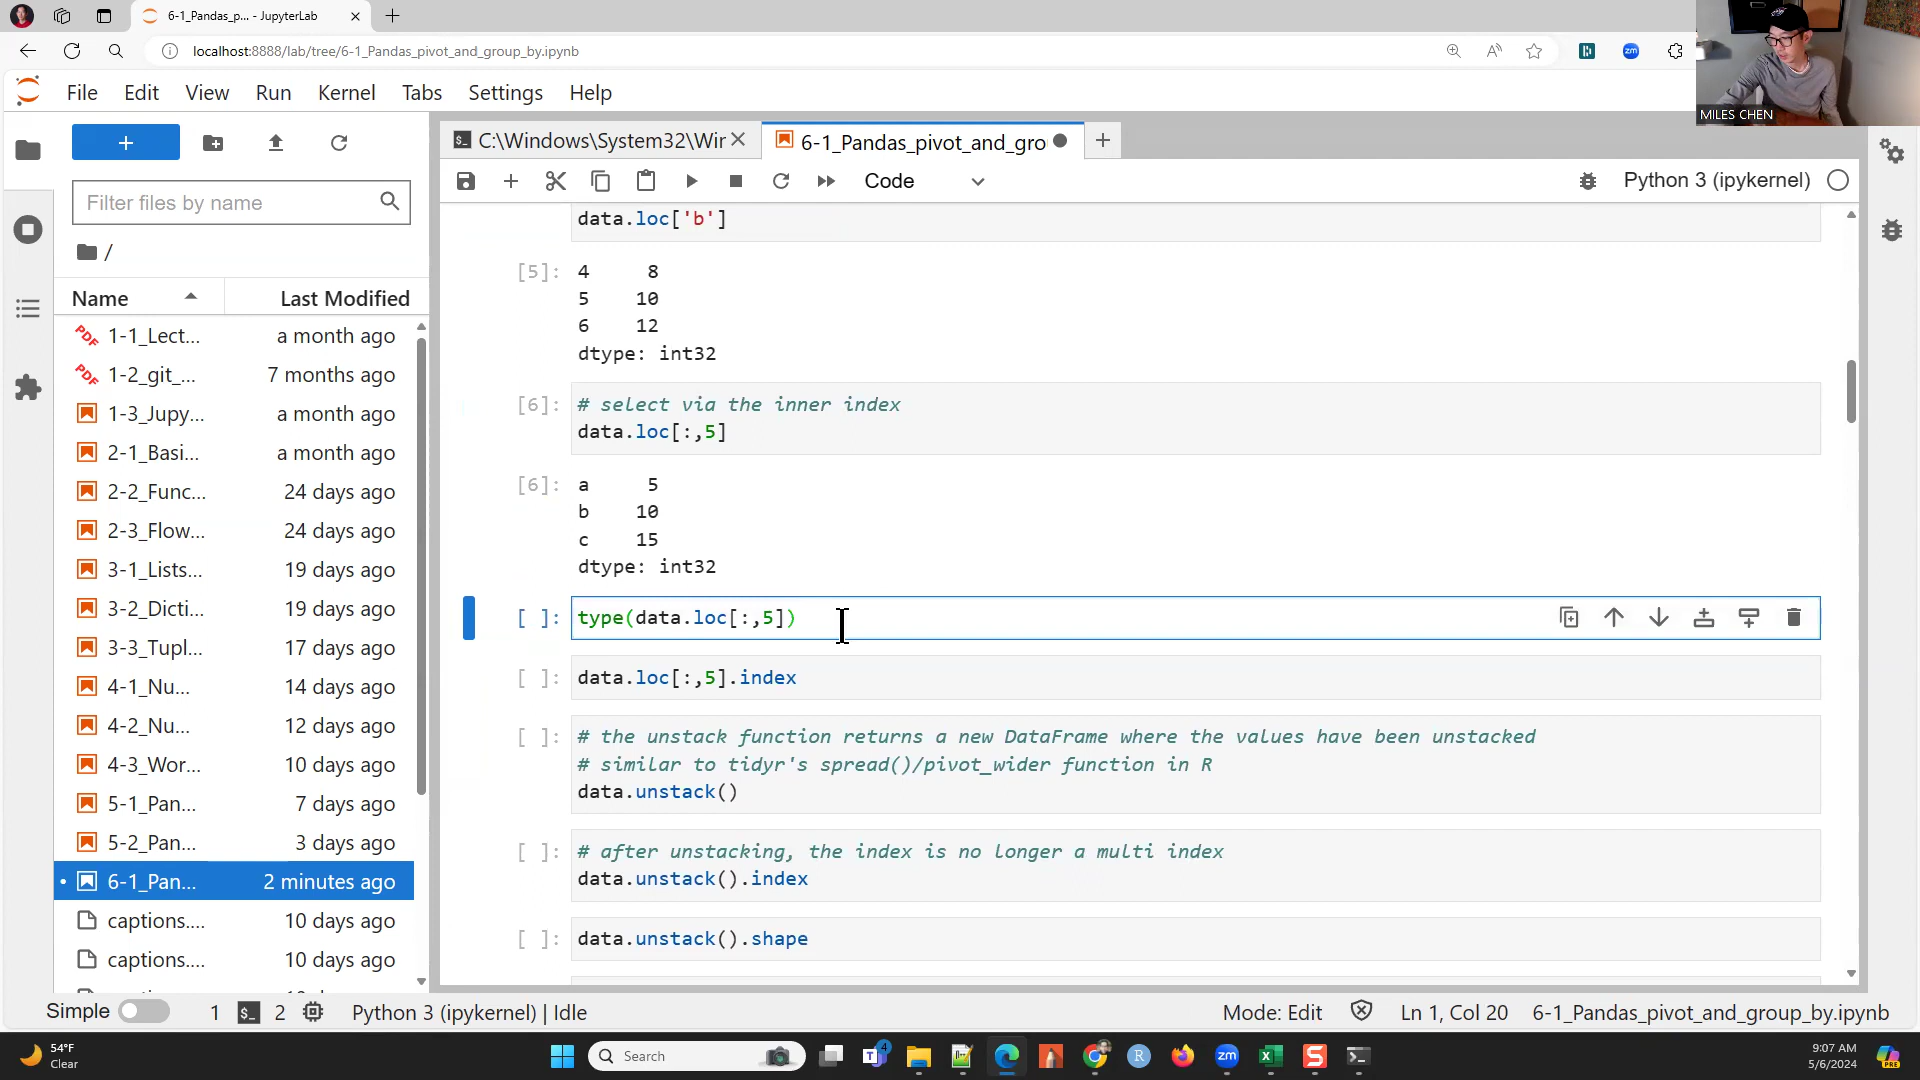 6-1_Pandas_p... - JupyterLab
localhost:8888/lab/tree/6-1_Pandas_pivot_and_group_by.ipynb
MILES CHEN
File Edit View Run Kernel Tabs Settings Help
C:\Windows\System32\Wir
6-1_Pandas_pivot_and_gro
Filter files by name
Code
Python 3 (ipykernel)
/
Name Last Modified
1-1_Lect... a month ago
1-2_git_... 7 months ago
1-3_Jupy... a month ago
2-1_Basi... a month ago
2-2_Func... 24 days ago
2-3_Flow... 24 days ago
3-1_Lists... 19 days ago
3-2_Dicti... 19 days ago
3-3_Tupl... 17 days ago
4-1_Nu... 14 days ago
4-2_Nu... 12 days ago
4-3_Wor... 10 days ago
5-1_Pan... 7 days ago
5-2_Pan... 3 days ago
6-1_Pan... 2 minutes ago
captions.... 10 days ago
captions.... 10 days ago
data.loc['b']
[5]: 4 8
5 10
6 12
dtype: int32
[6]: # select via the inner index
data.loc[:,5]
[6]: a 5
b 10
c 15
dtype: int32
[ ]: type(data.loc[:,5])
[ ]: data.loc[:,5].index
[ ]: # the unstack function returns a new DataFrame where the values have been unstacked
# similar to tidyr's spread()/pivot_wider function in R
data.unstack()
[ ]: # after unstacking, the index is no longer a multi index
data.unstack().index
[ ]: data.unstack().shape
Simple 1 2 Python 3 (ipykernel) | Idle
Mode: Edit Ln 1, Col 20 6-1_Pandas_pivot_and_group_by.ipynb
54°F
Clear
Search
9:07 AM
5/6/2024